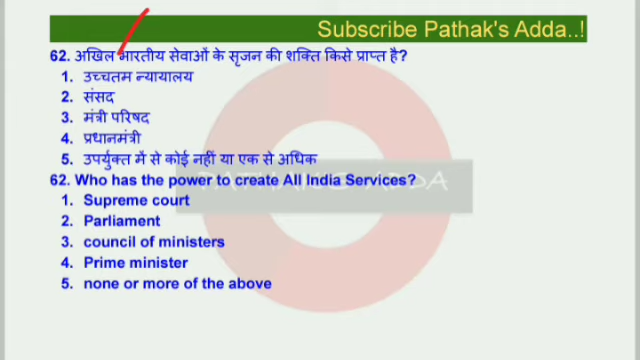 Subscribe Pathak's Adda..!
62. अखिल भारतीय सेवाओं के सृजन की शक्ति किसे प्राप्त है?
1. उच्चतम न्यायालय
2. संसद
3. मंत्री परिषद
4. प्रधानमंत्री
5. उपर्युक्त में से कोई नहीं या एक से अधिक
62. Who has the power to create All India Services?
PATHAK'S ADDA
1. Supreme court
2. Parliament
3. council of ministers
4. Prime minister
5. none or more of the above